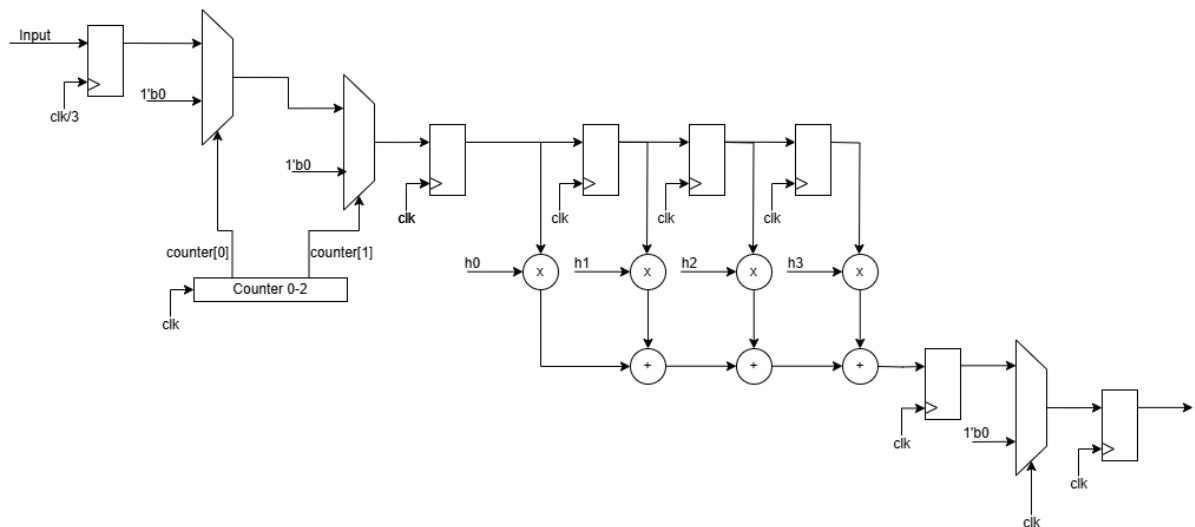 Input
clk/3
1'b0
1'b0
counter[0]
counter[1]
Counter 0-2
clk
clk
clk
clk
clk
h0
x
h1
x
h2
x
h3
x
+
+
+
clk
1'b0
clk
clk